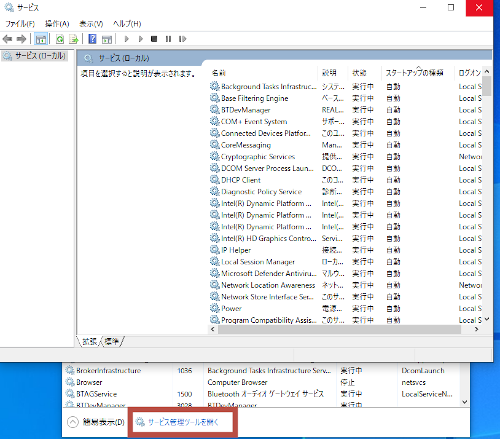 サービス
ファイル(F) 操作(A) 表示(V) ヘルプ(H)
サービス (ローカル) サービス (ローカル)
項目を選択すると説明が表示されます。
名前 説明 状態 スタートアップの種類 ログオン
Background Tasks Infrastruc... システ... 実行中 自動 Local S
Base Filtering Engine ベース... 実行中 自動 Local S
BTDevManager REAL... 実行中 自動 Local S
COM+ Event System サポー... 実行中 自動 Local S
Connected Devices Platfor... このユ... 実行中 自動 Local S
CoreMessaging Man... 実行中 自動 Local S
Cryptographic Services 提供... 実行中 自動 Networ
DCOM Server Process Laun... DCO... 実行中 自動 Local S
DHCP Client このコ... 実行中 自動 Local S
Diagnostic Policy Service 診断... 実行中 自動 Local S
Intel(R) Dynamic Platform ... Intel(... 実行中 自動 Local S
Intel(R) Dynamic Platform ... Intel(... 実行中 自動 Local S
Intel(R) HD Graphics Contro... Servi... 実行中 自動 Local S
IP Helper 接続... 実行中 自動 Local S
Local Session Manager ローカ... 実行中 自動 Local S
Microsoft Defender Antiviru... マルウ... 実行中 自動 Local S
Network Location Awareness ネット... 実行中 自動 Networ
Network Store Interface Ser... このサ... 実行中 自動 Local S
Power 電源... 実行中 自動 Local S
Program Compatibility Assis... このサ... 実行中 自動 Local S
拡張 標準
BrokerInfrastructure 1036 Background Tasks Infrastructure Serv... 実行中 DcomLaunch
Browser Computer Browser 停止 netsvcs
BTAGService 1500 Bluetooth オーディオ ゲートウェイ サービス 実行中 LocalServiceN...
BTDevManager 3028 実行中
簡易表示(D) サービス管理ツールを開く